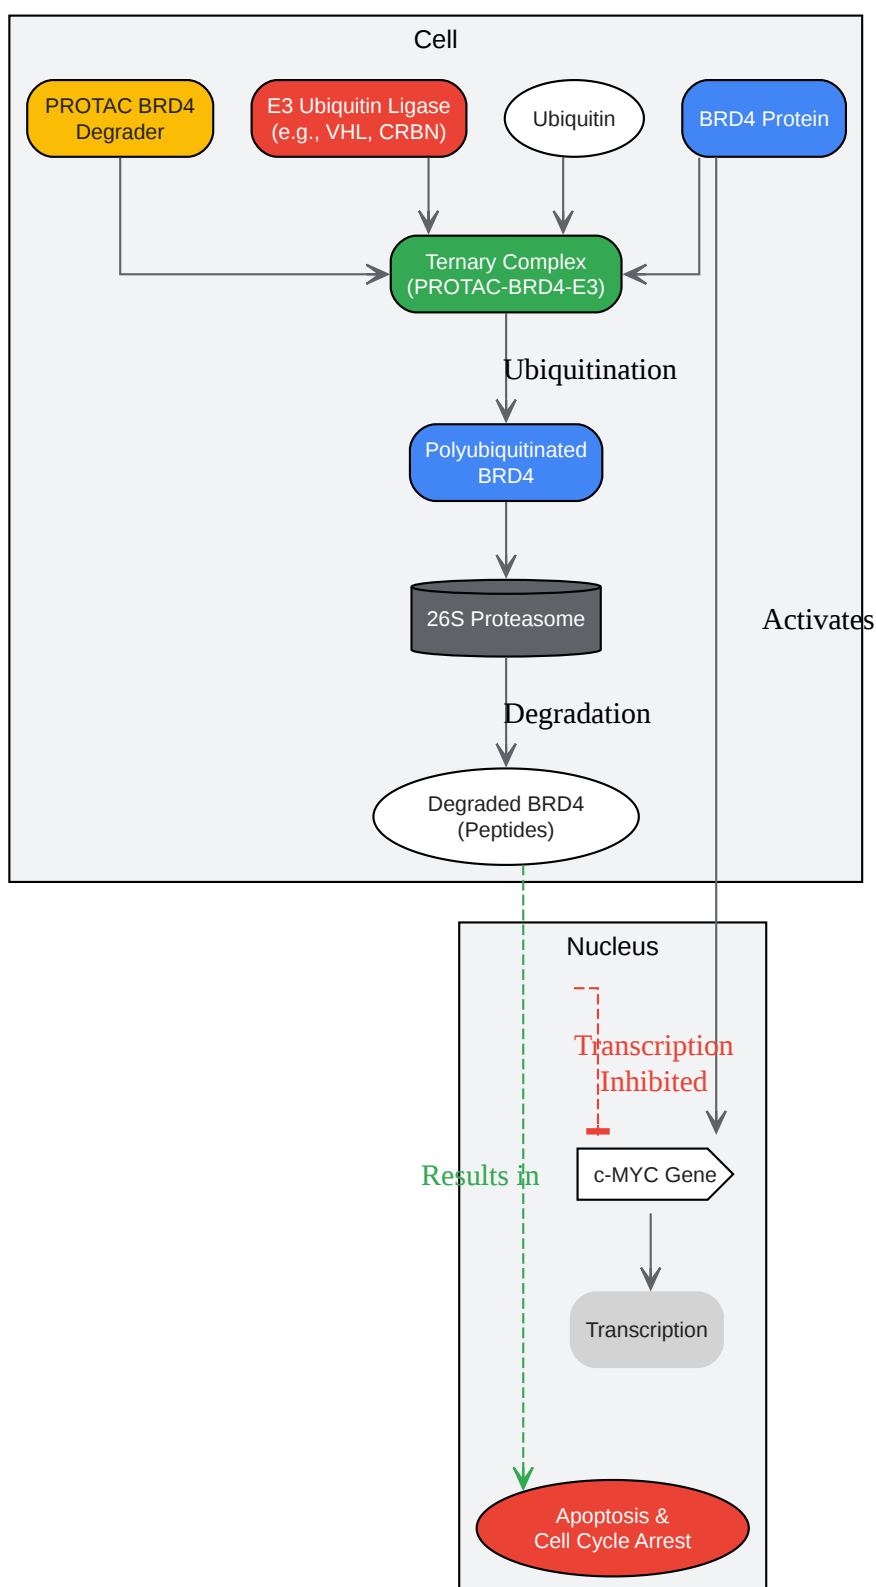 Cell
PROTAC BRD4
Degrader
E3 Ubiquitin Ligase
(e.g., VHL, CRBN)
Ubiquitin
BRD4 Protein
Ternary Complex
(PROTAC-BRD4-E3)
Ubiquitination
Polyubiquitinated
BRD4
26S Proteasome
Activates
Degradation
Degraded BRD4
(Peptides)
Nucleus
Transcription
Inhibited
Results in
c-MYC Gene
Transcription
Apoptosis &
Cell Cycle Arrest